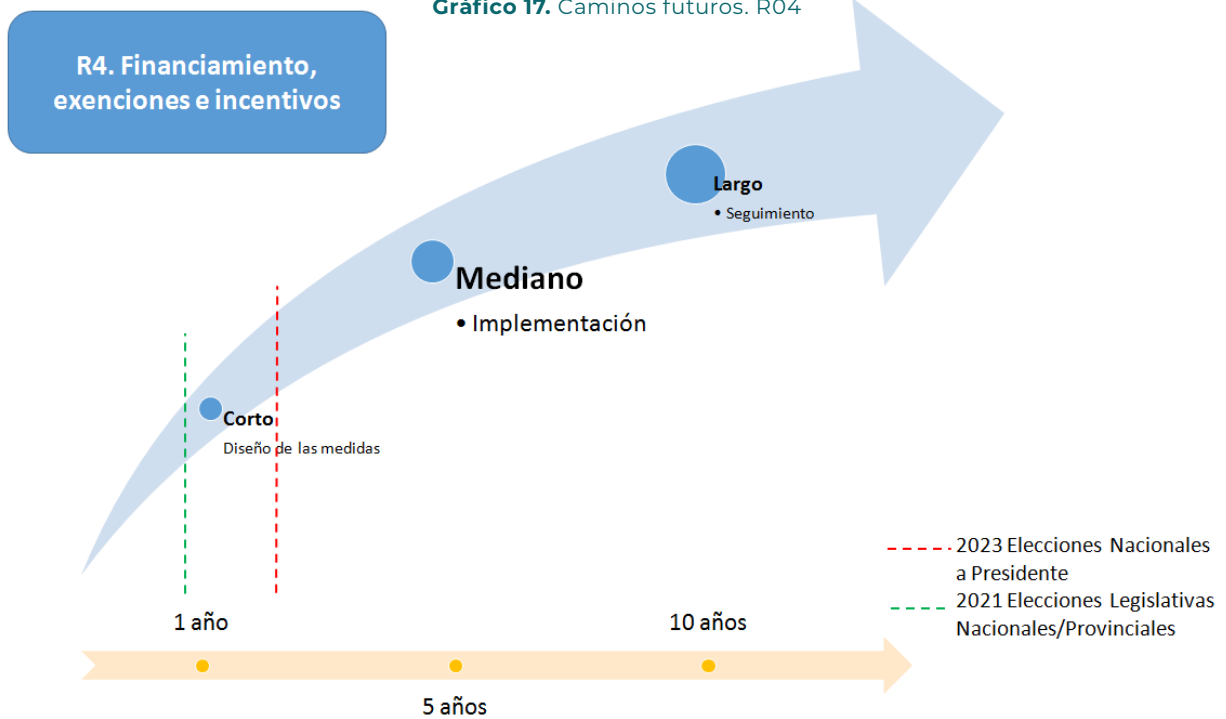 Gráfico 17. Caminos futuros. R04
R4. Financiamiento,
exenciones e incentivos
Largo
• Seguimiento
Mediano
• Implementación
Corto
Diseño de las medidas
2023 Elecciones Nacionales
a Presidente
2021 Elecciones Legislativas
Nacionales/Provinciales
1 año
10 años
5 años